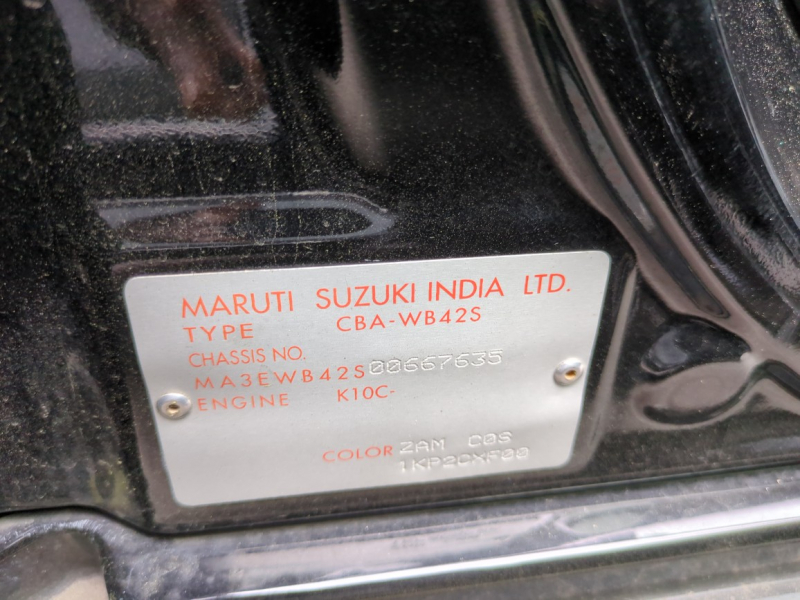 MARUTI SUZUKI INDIA LTD.
TYPE CBA-WB42S
CHASSIS NO.
MA3EWB42S00667635
ENGINE K10C-
COLOR ZAM C0S
1KP2CXF00